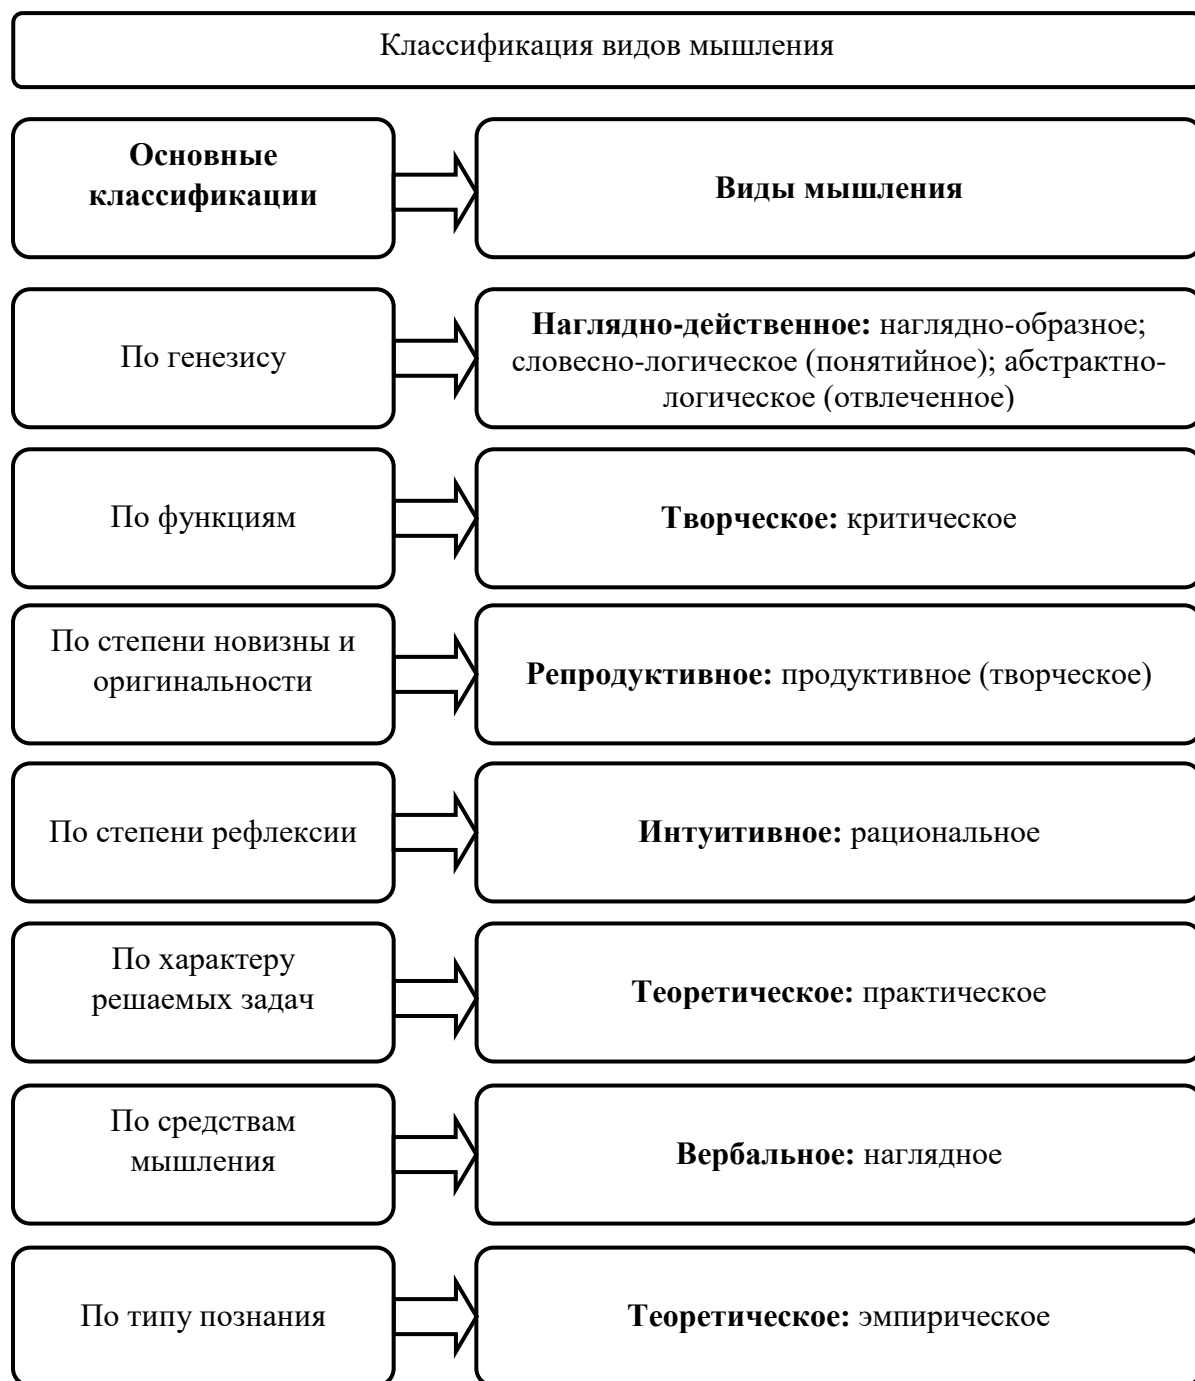 Классификация видов мышления
Основные
классификации
Виды мышления
По генезису
Наглядно-действенное: наглядно-образное;
словесно-логическое (понятийное); абстрактно-
логическое (отвлеченное)
По функциям
Творческое: критическое
По степени новизны и
оригинальности
Репродуктивное: продуктивное (творческое)
По степени рефлексии
Интуитивное: рациональное
По характеру
решаемых задач
Теоретическое: практическое
По средствам
мышления
Вербальное: наглядное
По типу познания
Теоретическое: эмпирическое